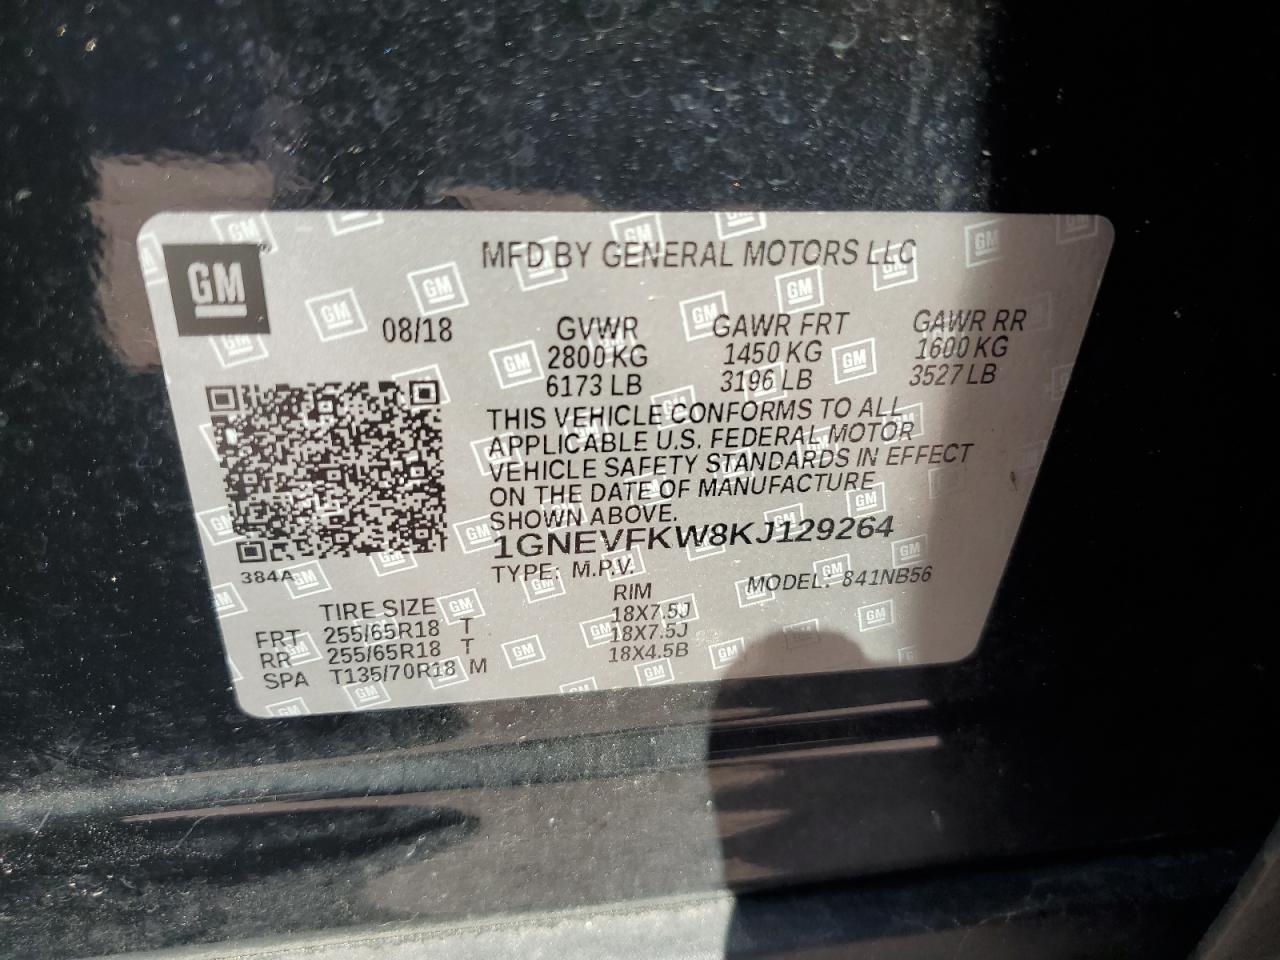 GM
MFD BY GENERAL MOTORS LLC
08/18 GVWR GAWR FRT GAWR RR
2800 KG 1450 KG 1600 KG
6173 LB 3196 LB 3527 LB
THIS VEHICLE CONFORMS TO ALL
APPLICABLE U.S. FEDERAL MOTOR
VEHICLE SAFETY STANDARDS IN EFFECT
ON THE DATE OF MANUFACTURE
SHOWN ABOVE.
1GNEVFKW8KJ129264
384A TYPE: M.P.V. MODEL: 841NB56
TIRE SIZE RIM
FRT 255/65R18 T 18X7.5J
RR 255/65R18 T 18X7.5J
SPA T135/70R18 M 18X4.5B